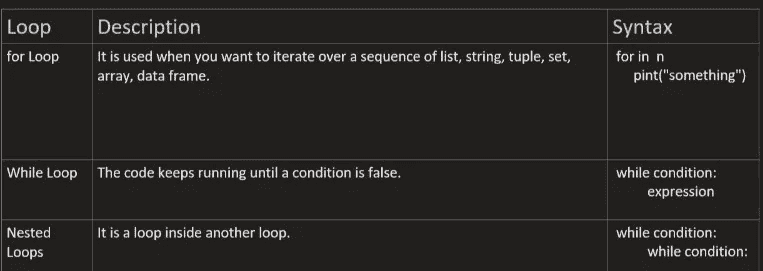 Loop Description Syntax
for Loop It is used when you want to iterate over a sequence of list, string, tuple, set, for in n
array, data frame. pint("something")
While Loop The code keeps running until a condition is false. while condition:
expression
Nested It is a loop inside another loop. while condition:
Loops while condition: